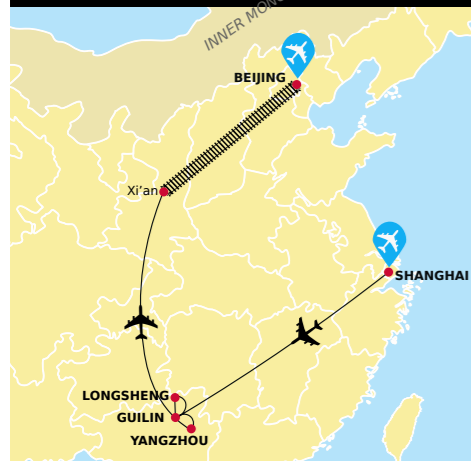 INNER MONG
BEIJING
Xi’an
SHANGHAI
LONGSHENG
GUILIN
YANGZHOU